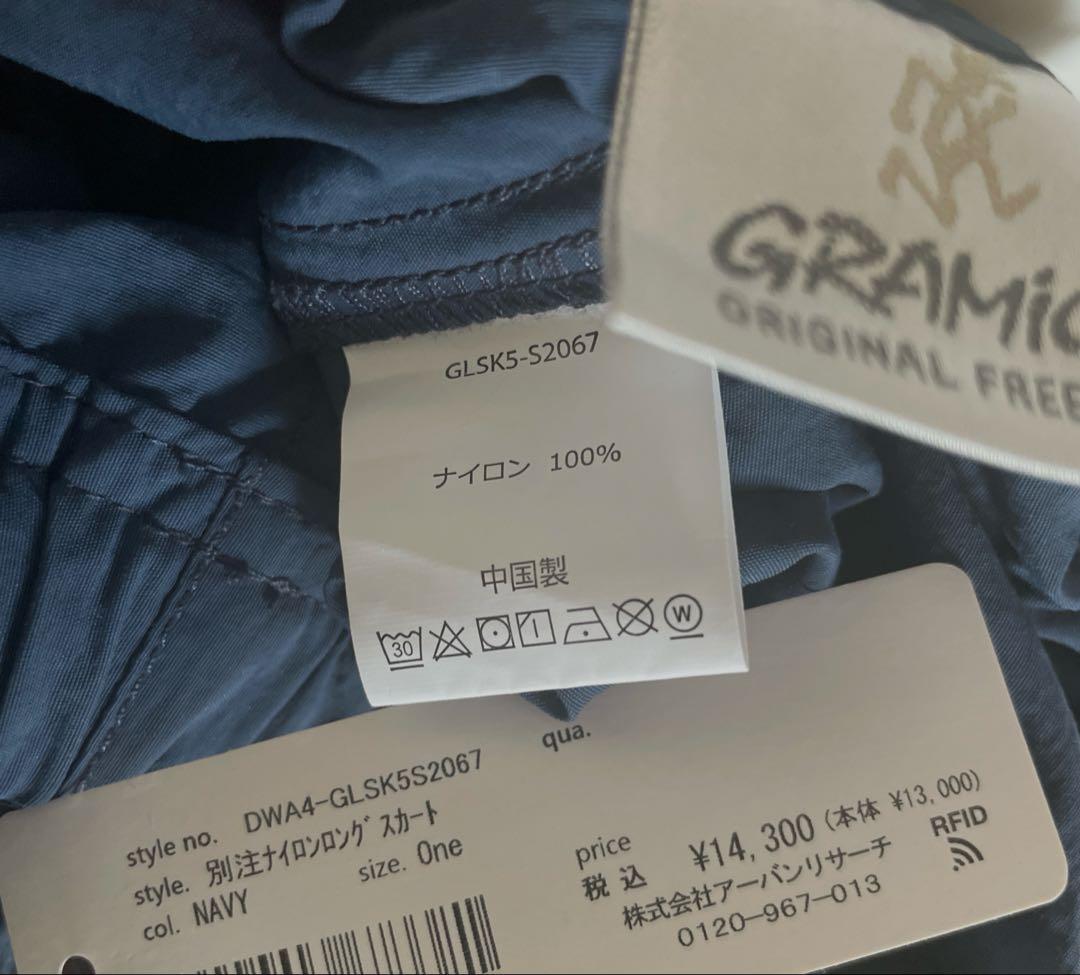 GRAMIC
ORIGINAL FREE
GLSK5-S2067
ナイロン 100%
中国製
30
W
qua.
style no. DWA4-GLSK5S2067
style. 別注ナイロンロングスカート
col. NAVY
size. One
price
税込 ¥14,300 (本体 ¥13,000)
株式会社アーバンリサーチ
0120-967-013
RFID